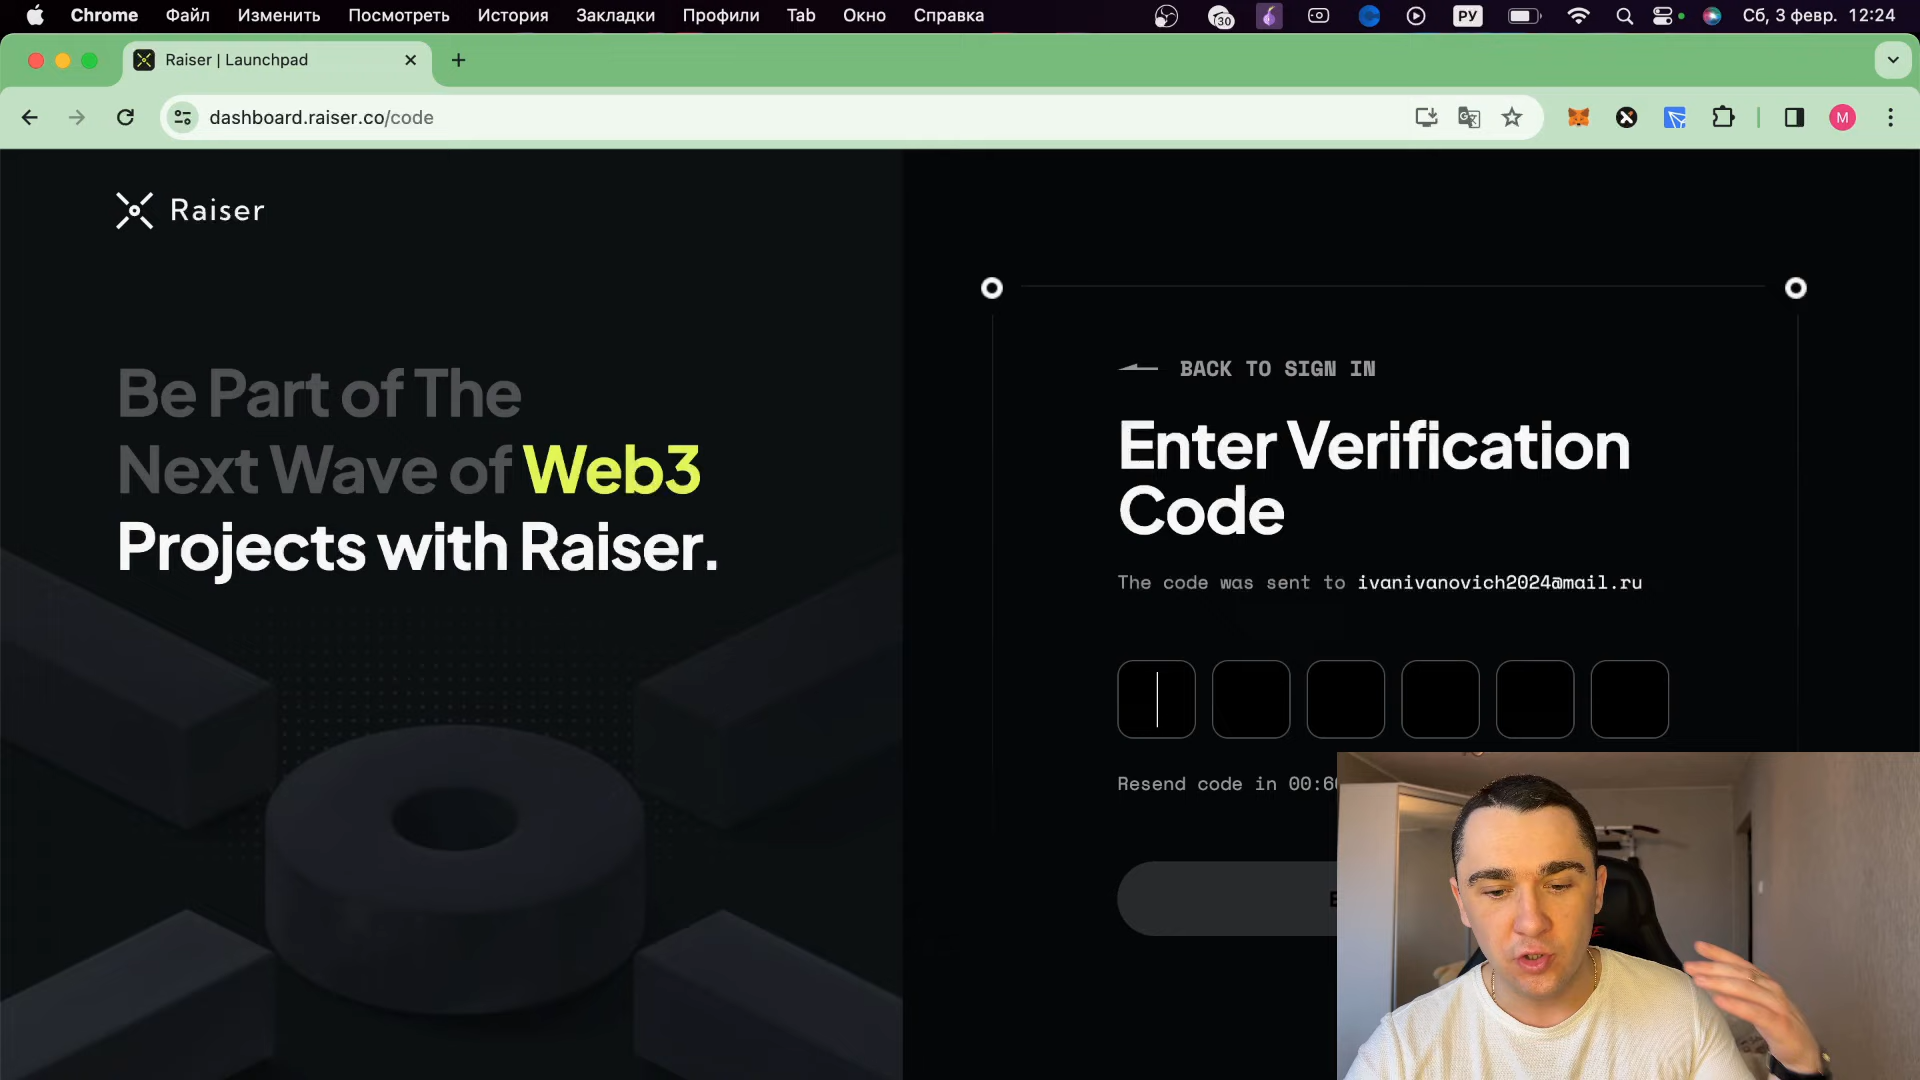 Chrome Файл Изменить Посмотреть История Закладки Профили Tab Окно Справка 30 РУ Сб, 3 февр. 12:24
Raiser | Launchpad
dashboard.raiser.co/code M
Raiser
Be Part of The
Next Wave of Web3
Projects with Raiser.
BACK TO SIGN IN
Enter Verification
Code
The code was sent to ivanivanovich2024@mail.ru
Resend code in